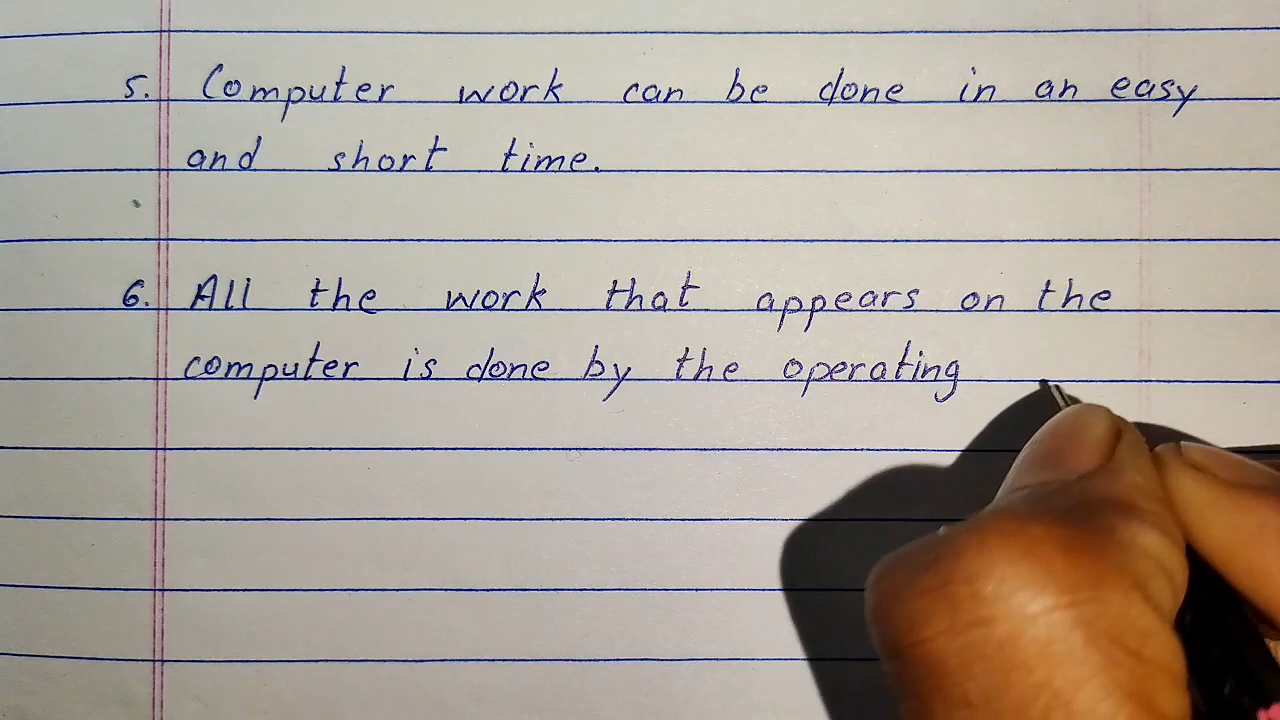 5. Computer work can be done in an easy
and short time.
6. All the work that appears on the
computer is done by the operating